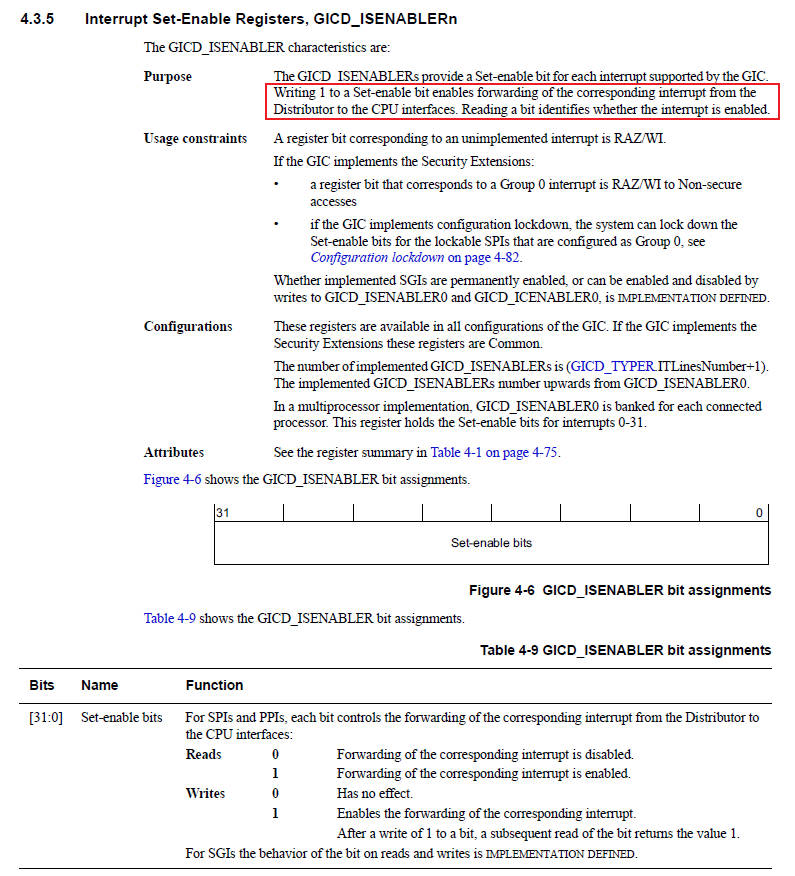 4.3.5 Interrupt Set-Enable Registers, GICD_ISENABLERn
The GICD_ISENABLER characteristics are:
Purpose The GICD_ISENABLERs provide a Set-enable bit for each interrupt supported by the GIC.
Writing 1 to a Set-enable bit enables forwarding of the corresponding interrupt from the
Distributor to the CPU interfaces. Reading a bit identifies whether the interrupt is enabled.
Usage constraints A register bit corresponding to an unimplemented interrupt is RAZ/WI.
If the GIC implements the Security Extensions:
• a register bit that corresponds to a Group 0 interrupt is RAZ/WI to Non-secure
accesses
• if the GIC implements configuration lockdown, the system can lock down the
Set-enable bits for the lockable SPIs that are configured as Group 0, see
Configuration lockdown on page 4-82.
Whether implemented SGIs are permanently enabled, or can be enabled and disabled by
writes to GICD_ISENABLER0 and GICD_ICENABLER0, is IMPLEMENTATION DEFINED.
Configurations These registers are available in all configurations of the GIC. If the GIC implements the
Security Extensions these registers are Common.
The number of implemented GICD_ISENABLERs is (GICD_TYPER.ITLinesNumber+1).
The implemented GICD_ISENABLERs number upwards from GICD_ISENABLER0.
In a multiprocessor implementation, GICD_ISENABLER0 is banked for each connected
processor. This register holds the Set-enable bits for interrupts 0-31.
Attributes See the register summary in Table 4-1 on page 4-75.
Figure 4-6 shows the GICD_ISENABLER bit assignments.
31 0
Set-enable bits
Figure 4-6 GICD_ISENABLER bit assignments
Table 4-9 shows the GICD_ISENABLER bit assignments.
Table 4-9 GICD_ISENABLER bit assignments
Bits Name Function
[31:0] Set-enable bits For SPIs and PPIs, each bit controls the forwarding of the corresponding interrupt from the Distributor to
the CPU interfaces:
Reads 0 Forwarding of the corresponding interrupt is disabled.
1 Forwarding of the corresponding interrupt is enabled.
Writes 0 Has no effect.
1 Enables the forwarding of the corresponding interrupt.
After a write of 1 to a bit, a subsequent read of the bit returns the value 1.
For SGIs the behavior of the bit on reads and writes is IMPLEMENTATION DEFINED.